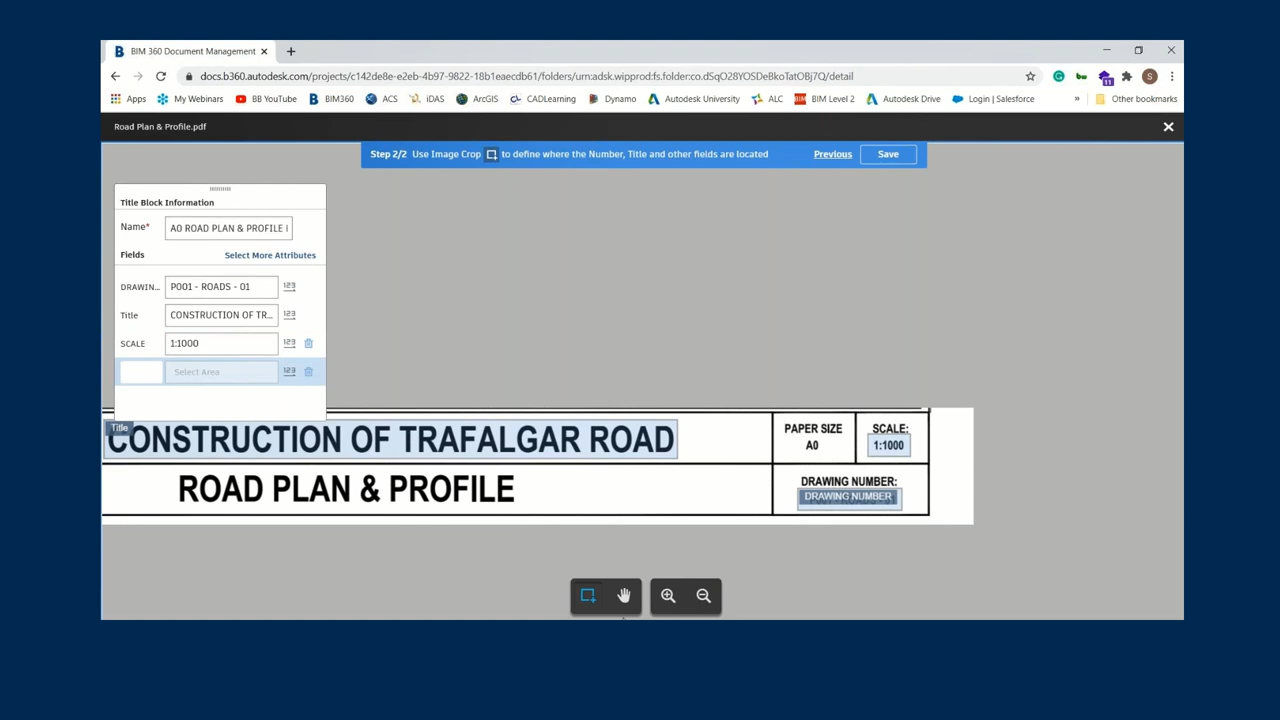 BIM 360 Document Management
docs.b360.autodesk.com/projects/c142de8e-e2eb-4b97-9822-18b1eaecdb61/folders/urn:adsk.wipprod:fs.folder:co.dSqO28YOSDeBkoTatOBj7Q/detail
S
11
Apps My Webinars BB YouTube BIM360 ACS iDAS ArcGIS CADLearning Dynamo Autodesk University ALC BIM Level 2 Autodesk Drive Login | Salesforce » Other bookmarks
Road Plan & Profile.pdf
Step 2/2 Use Image Crop to define where the Number, Title and other fields are located Previous Save
Title Block Information
Name* A0 ROAD PLAN & PROFILE
Fields Select More Attributes
DRAWIN... P001 - ROADS - 01 123
Title CONSTRUCTION OF TR... 123
SCALE 1:1000 123
Select Area 123
Title
CONSTRUCTION OF TRAFALGAR ROAD
PAPER SIZE
A0
SCALE:
1:1000
ROAD PLAN & PROFILE
DRAWING NUMBER:
DRAWING NUMBER